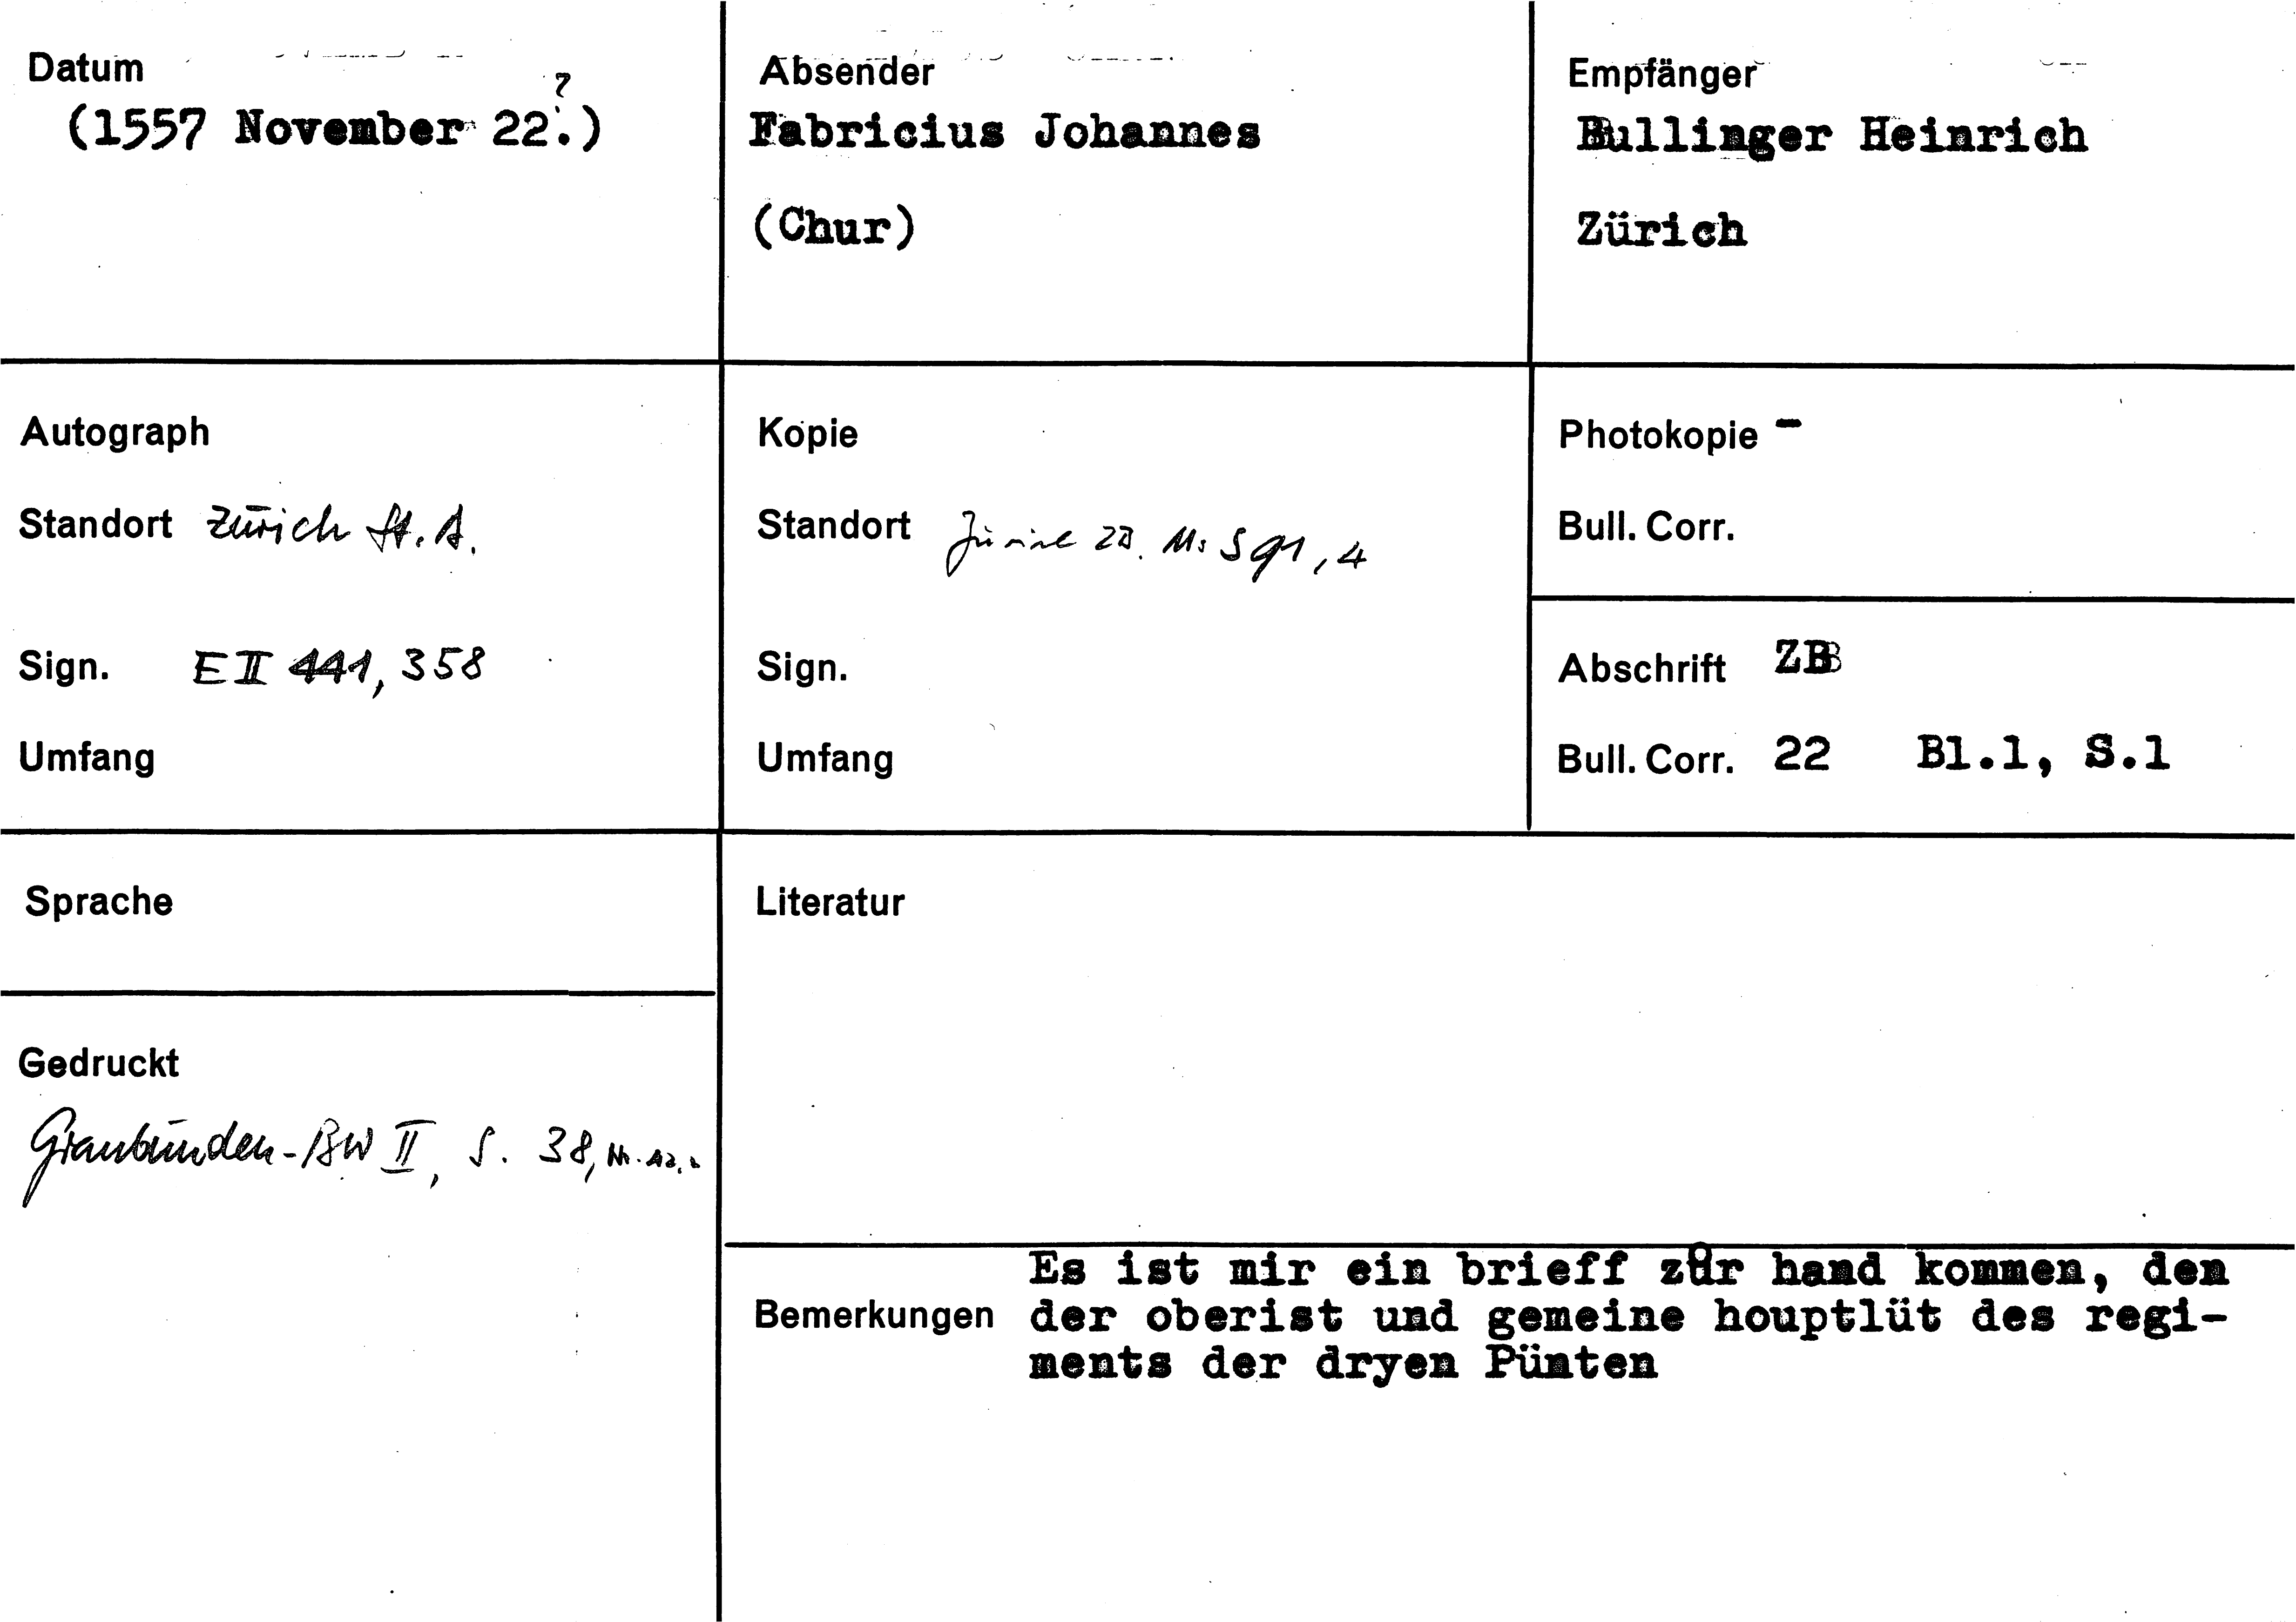 Datum
(1557 November 22?.)
Absender
Fabricius Johannes
(Chur)
Empfänger
Bullinger Heinrich
Zürich
Autograph
Standort Zürich St. A.
Sign. E II 441, 358
Umfang
Kopie
Standort Zürich ZB. Ms S 91, 4
Sign.
Umfang
Photokopie -
Bull. Corr.
Abschrift ZB
Bull. Corr. 22 Bl.1, S.1
Sprache
Gedruckt
Graubünden-BW II, S. 38, Nr.
Literatur
Bemerkungen
Es ist mir ein brieff zůr hand kommen, den
der oberist und gemeine houptlüt des regi-
ments der dryen Pünten